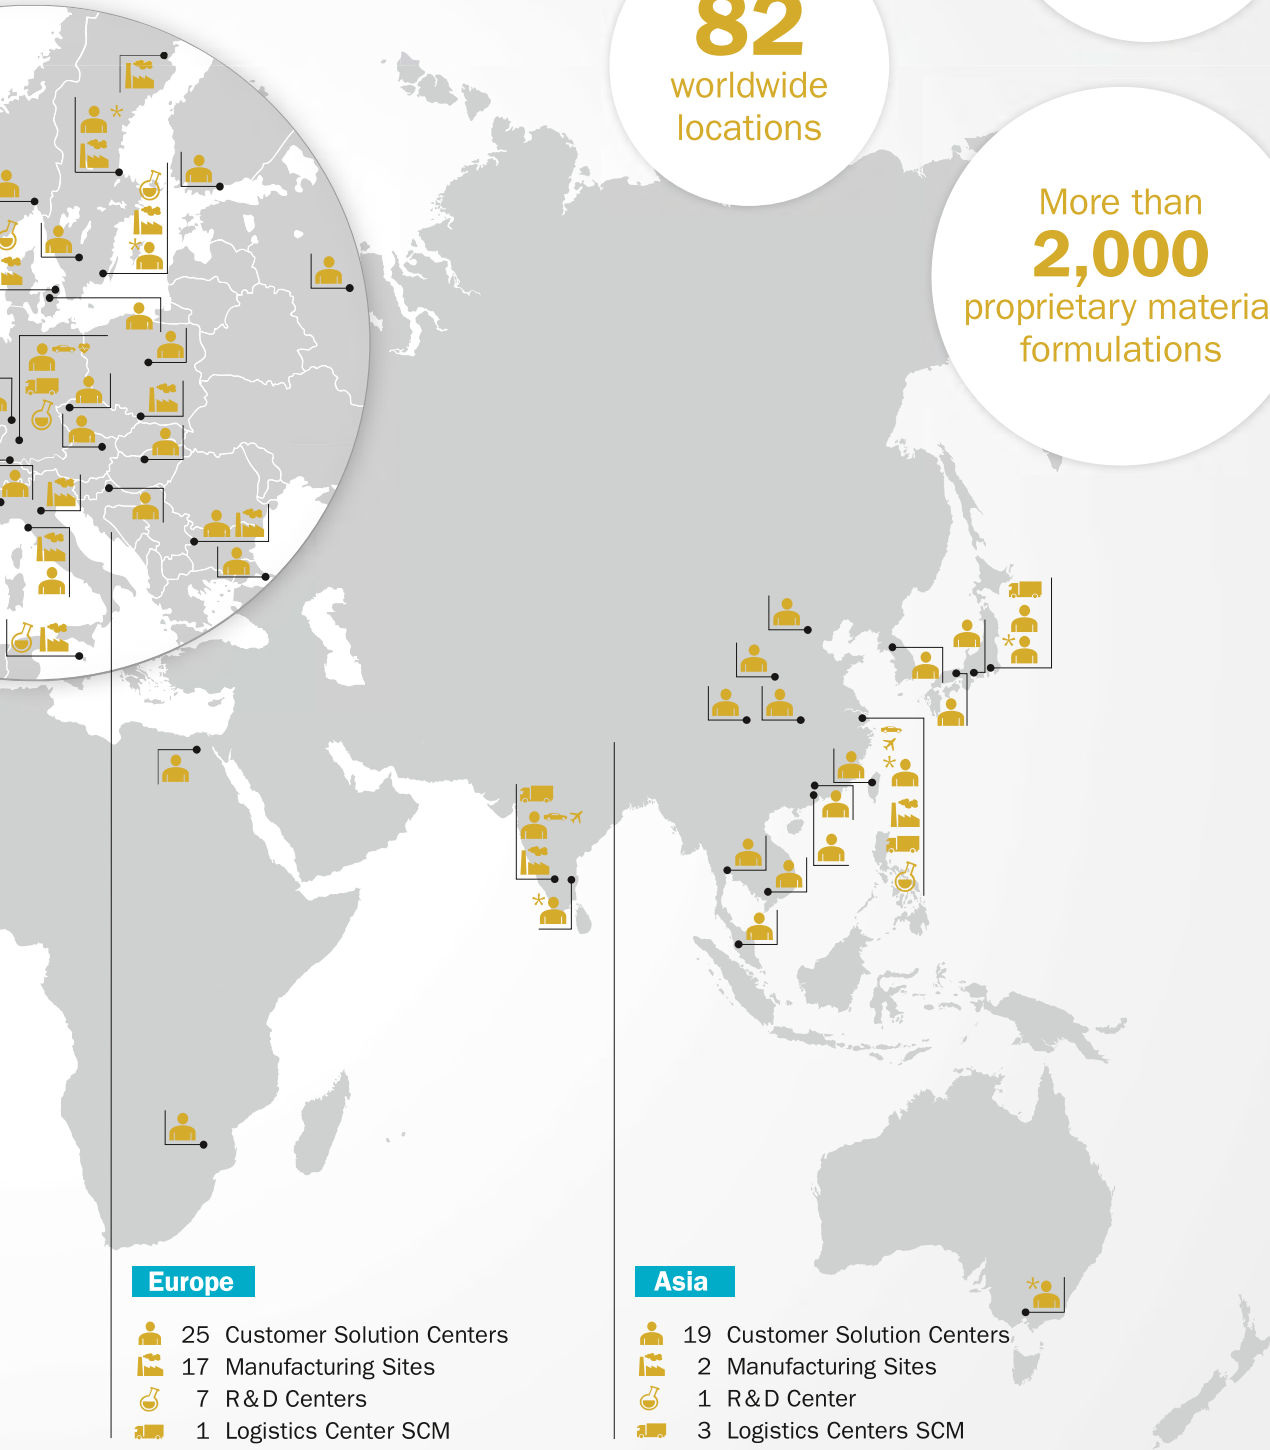 82
worldwide
locations
More than
2,000
proprietary materia
formulations
Europe
25 Customer Solution Centers
17 Manufacturing Sites
7 R&D Centers
1 Logistics Center SCM
Asia
19 Customer Solution Centers
2 Manufacturing Sites
1 R&D Center
3 Logistics Centers SCM